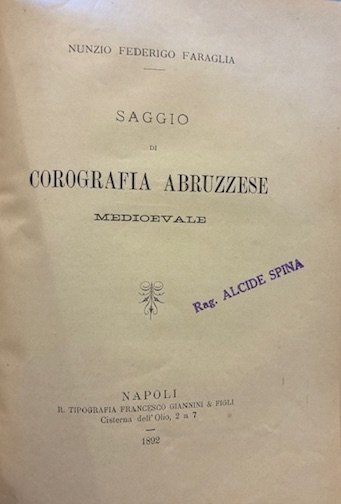 NUNZIO FEDERIGO FARAGLIA
SAGGIO
DI
COROGRAFIA ABRUZZESE
MEDIOEVALE
Rag. ALCIDE SPINA
NAPOLI
R. TIPOGRAFIA FRANCESCO GIANNINI & FIGLI
Cisterna dell'Olio, 2 a 7
1892